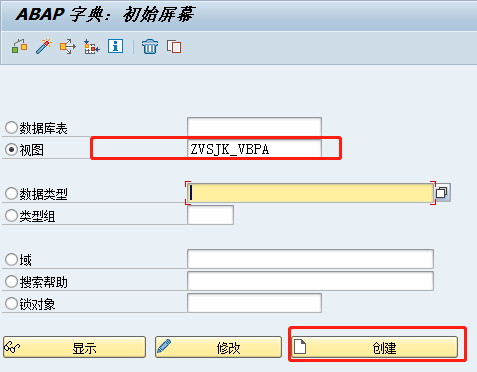 ABAP 字典：初始屏幕
数据库表
视图 ZVSJK_VBPA
数据类型
类型组
域
搜索帮助
锁对象
显示 修改 创建